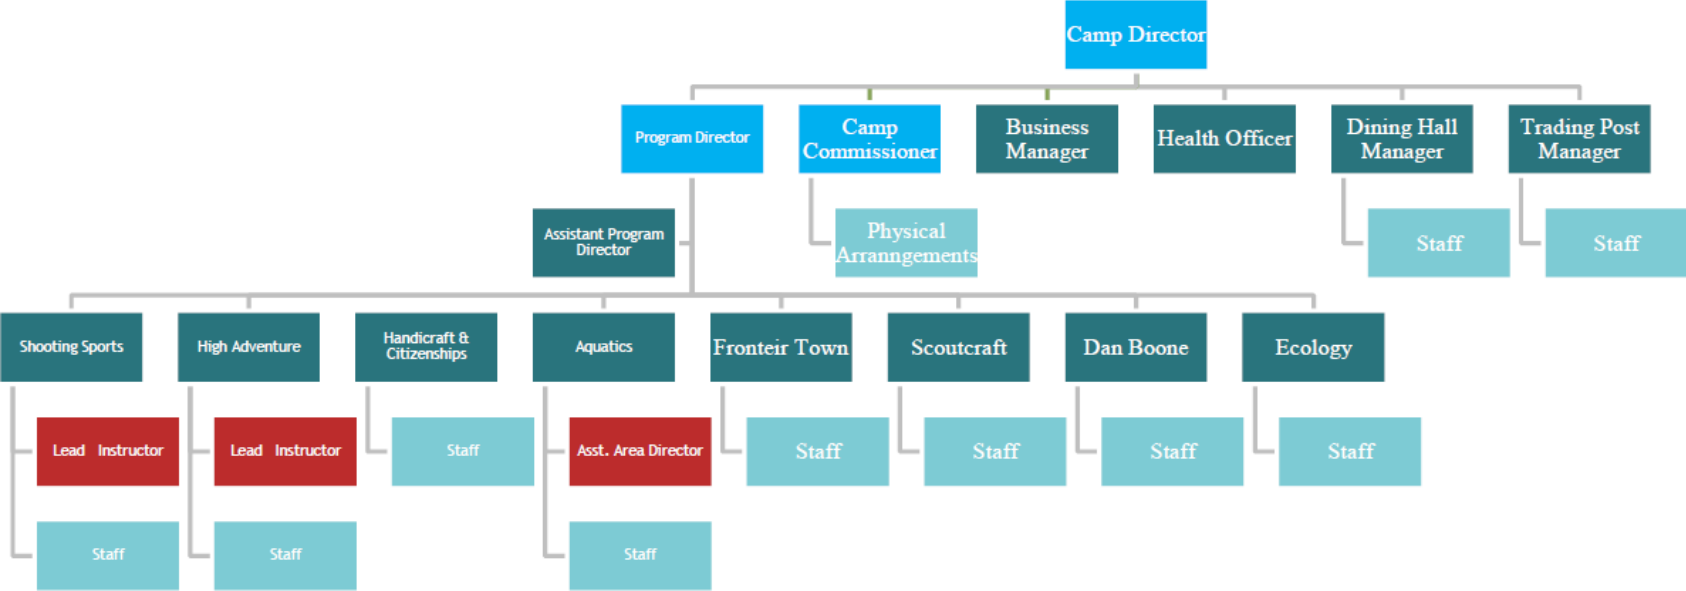 Camp Director
Program Director
Camp
Commissioner
Business
Manager
Health Officer
Dining Hall
Manager
Trading Post
Manager
Assistant Program
Director
Physical
Arranngements
Staff
Staff
Shooting Sports
High Adventure
Handicraft &
Citizenships
Aquatics
Fronteir Town
Scoutcraft
Dan Boone
Ecology
Lead Instructor
Lead Instructor
Staff
Asst. Area Director
Staff
Staff
Staff
Staff
Staff
Staff
Staff